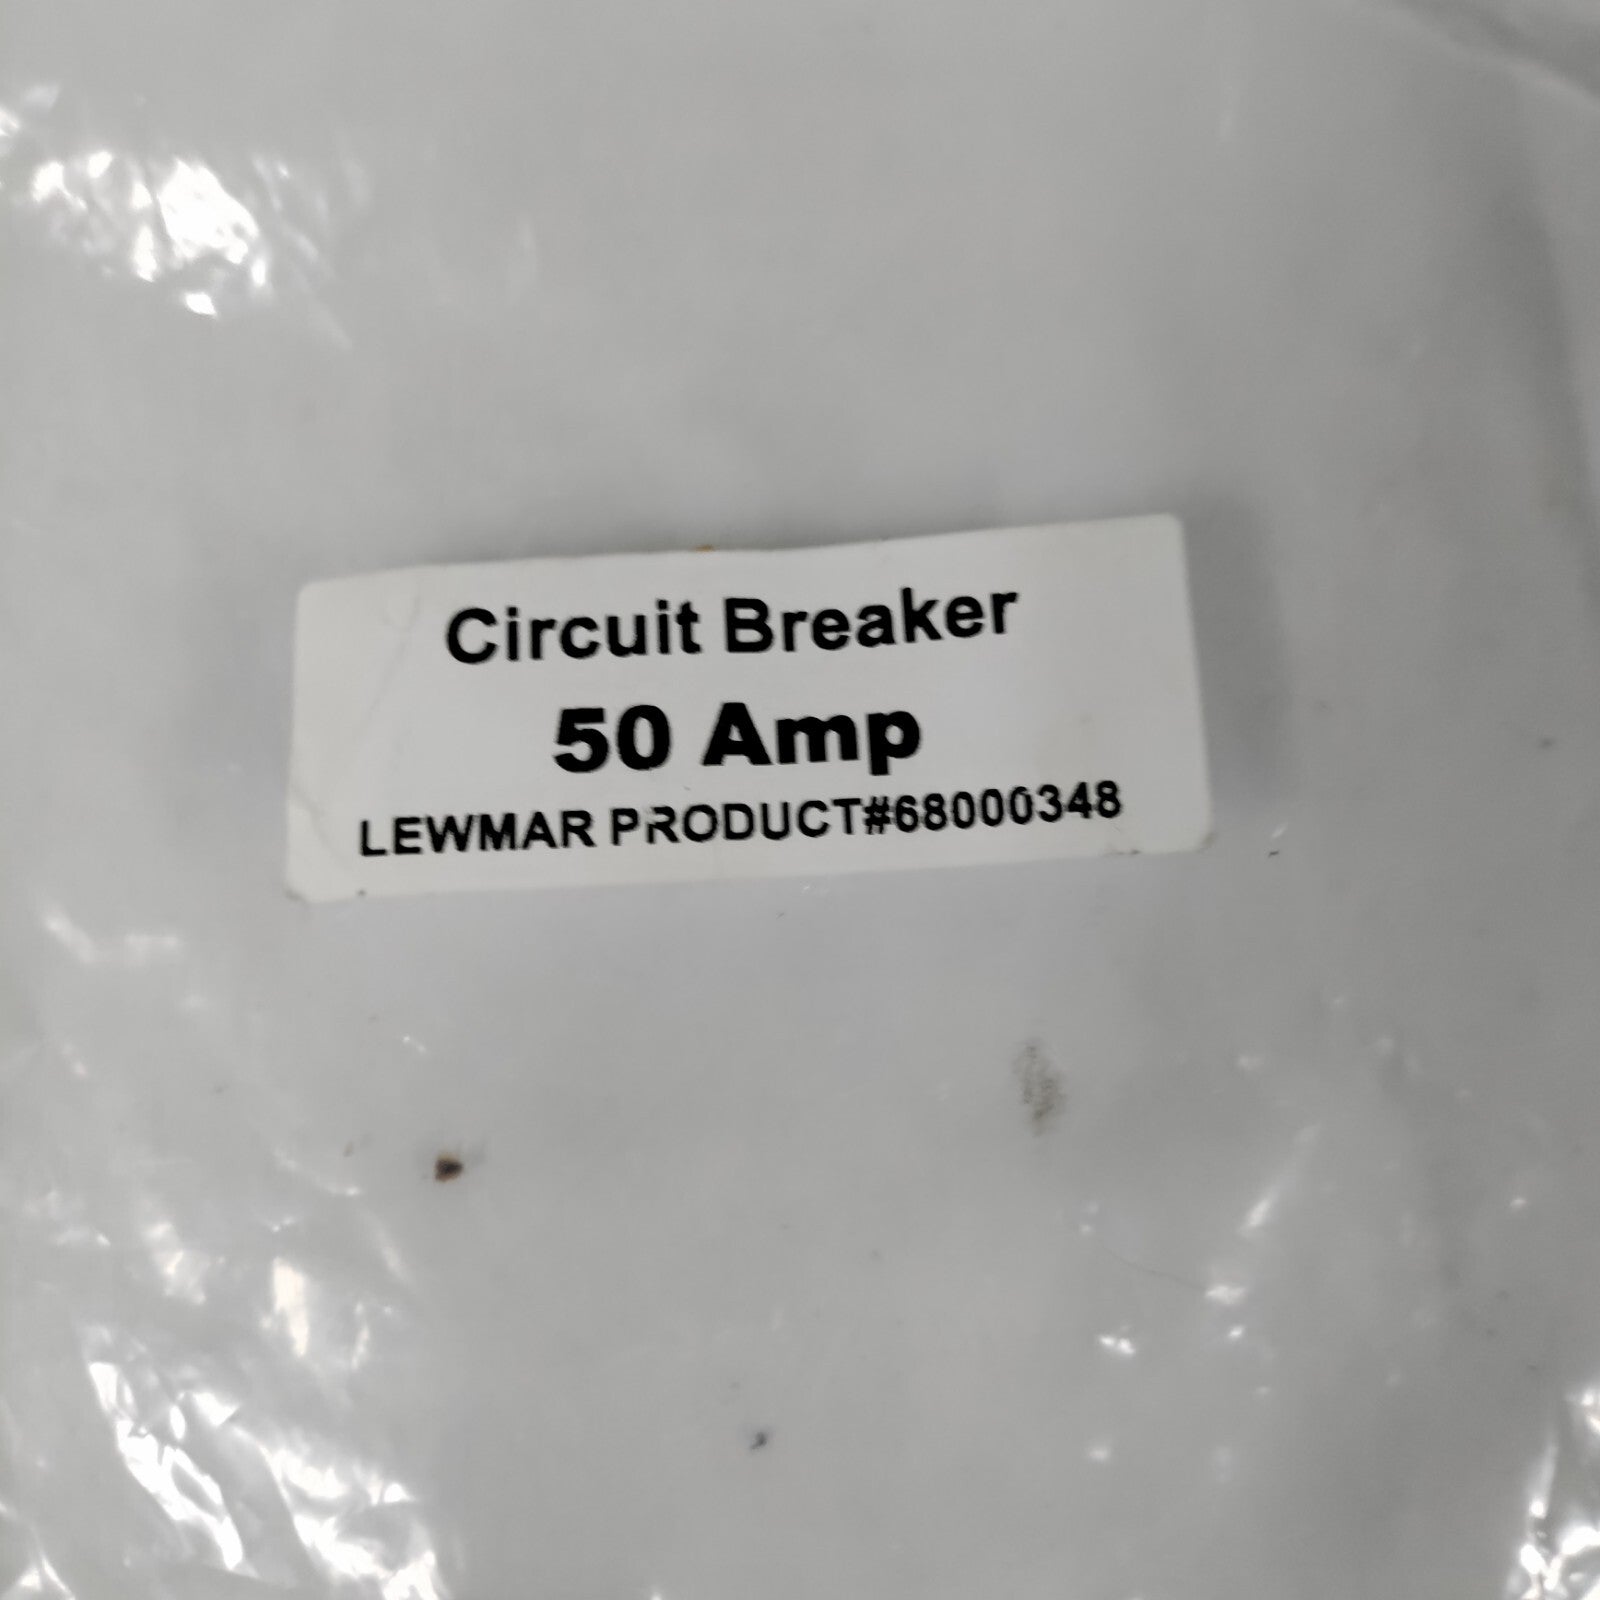 Circuit Breaker
50 Amp
LEWMAR PRODUCT#68000348